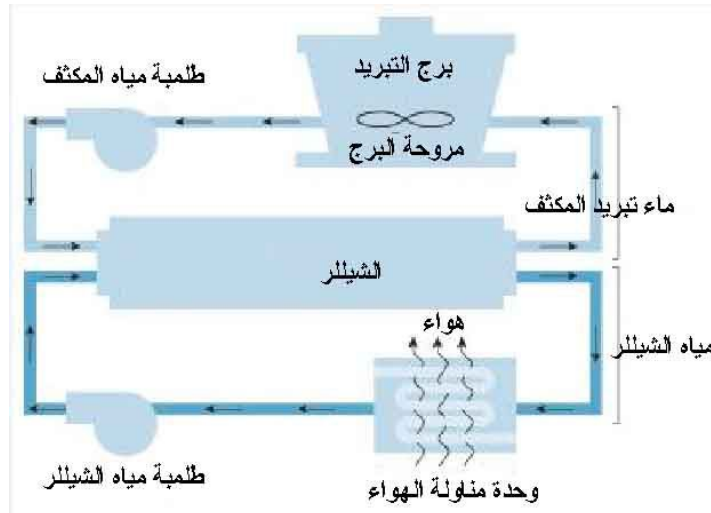 برج التبريد
طلمبة مياه المكثف
مروحة البرج
ماء تبريد المكثف
الشيللر
هواء
مياه الشيللر
طلمبة مياه الشيللر
وحدة مناولة الهواء